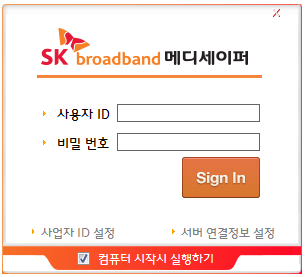 SK broadband 메디세이퍼
사용자 ID
비밀 번호
Sign In
사업자 ID 설정
서버 연결정보 설정
컴퓨터 시작시 실행하기